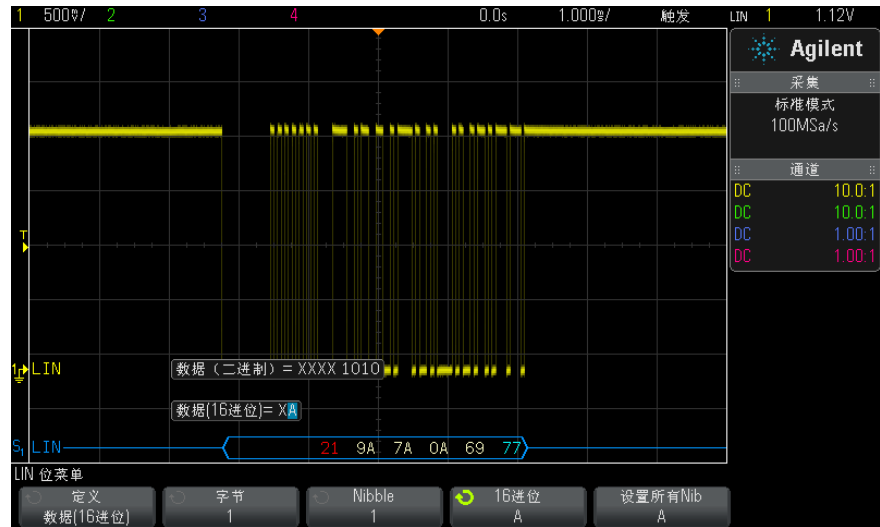 1 500▽/ 2 3 4 0.0s 1.000▽/ 触发 LIN 1 1.12V
Agilent
采集
标准模式
100MSa/s
通道
DC 10.0:1
DC 10.0:1
DC 1.00:1
DC 1.00:1
T
1 LIN
数据（二进制）= XXXX 1010
数据(16进位)= XA
S1 LIN 21 9A 7A 0A 69 77
LIN 位菜单
定义 字节 Nibble 16进位 设置所有Nib
数据(16进位) 1 1 A A